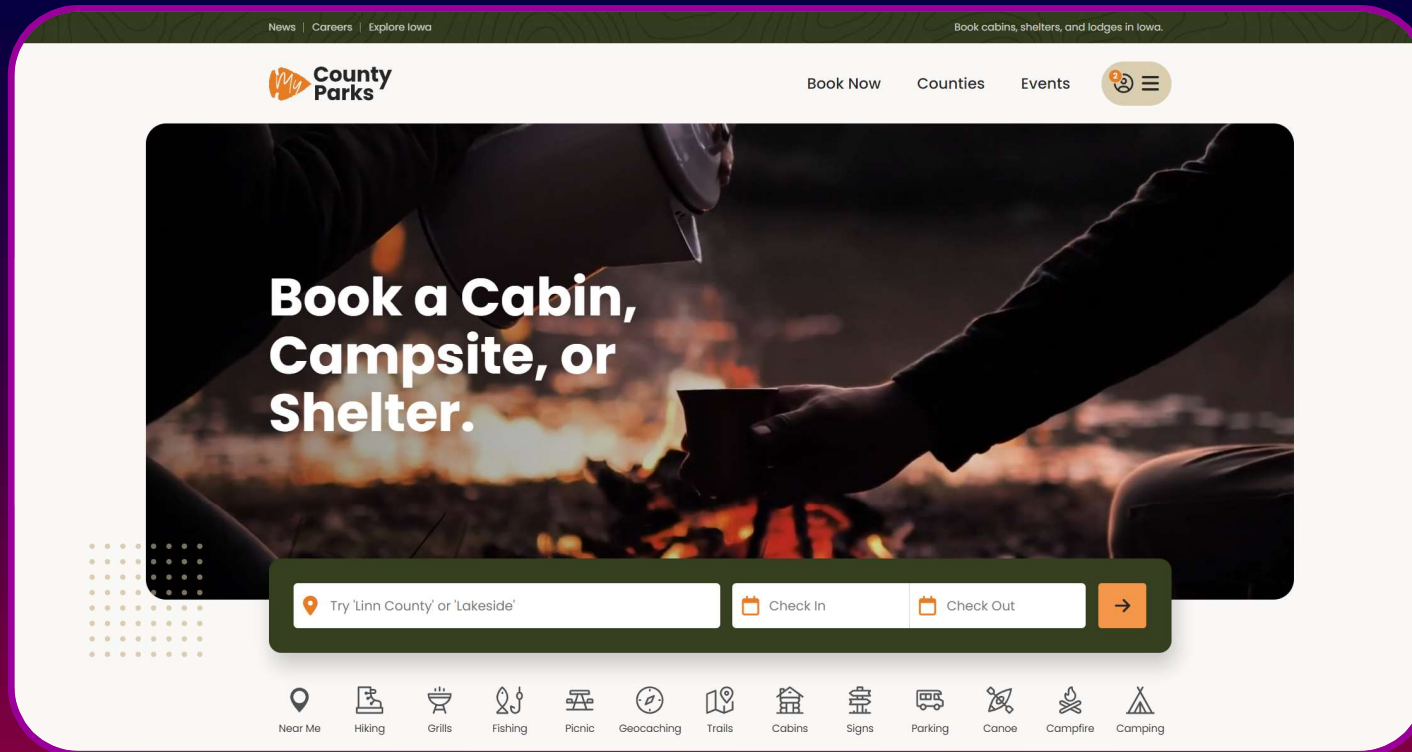 News | Careers | Explore Iowa
Book cabins, shelters, and lodges in Iowa.
My County
Parks
Book Now
Counties
Events
2
Book a Cabin,
Campsite, or
Shelter.
Try 'Linn County' or 'Lakeside'
Check In
Check Out
Near Me
Hiking
Grills
Fishing
Picnic
Geocaching
Trails
Cabins
Signs
Parking
Canoe
Campfire
Camping